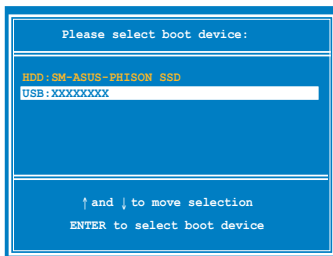 Please select boot device:
HDD:SM-ASUS-PHISON SSD
USB:XXXXXXXX
↑ and ↓ to move selection
ENTER to select boot device